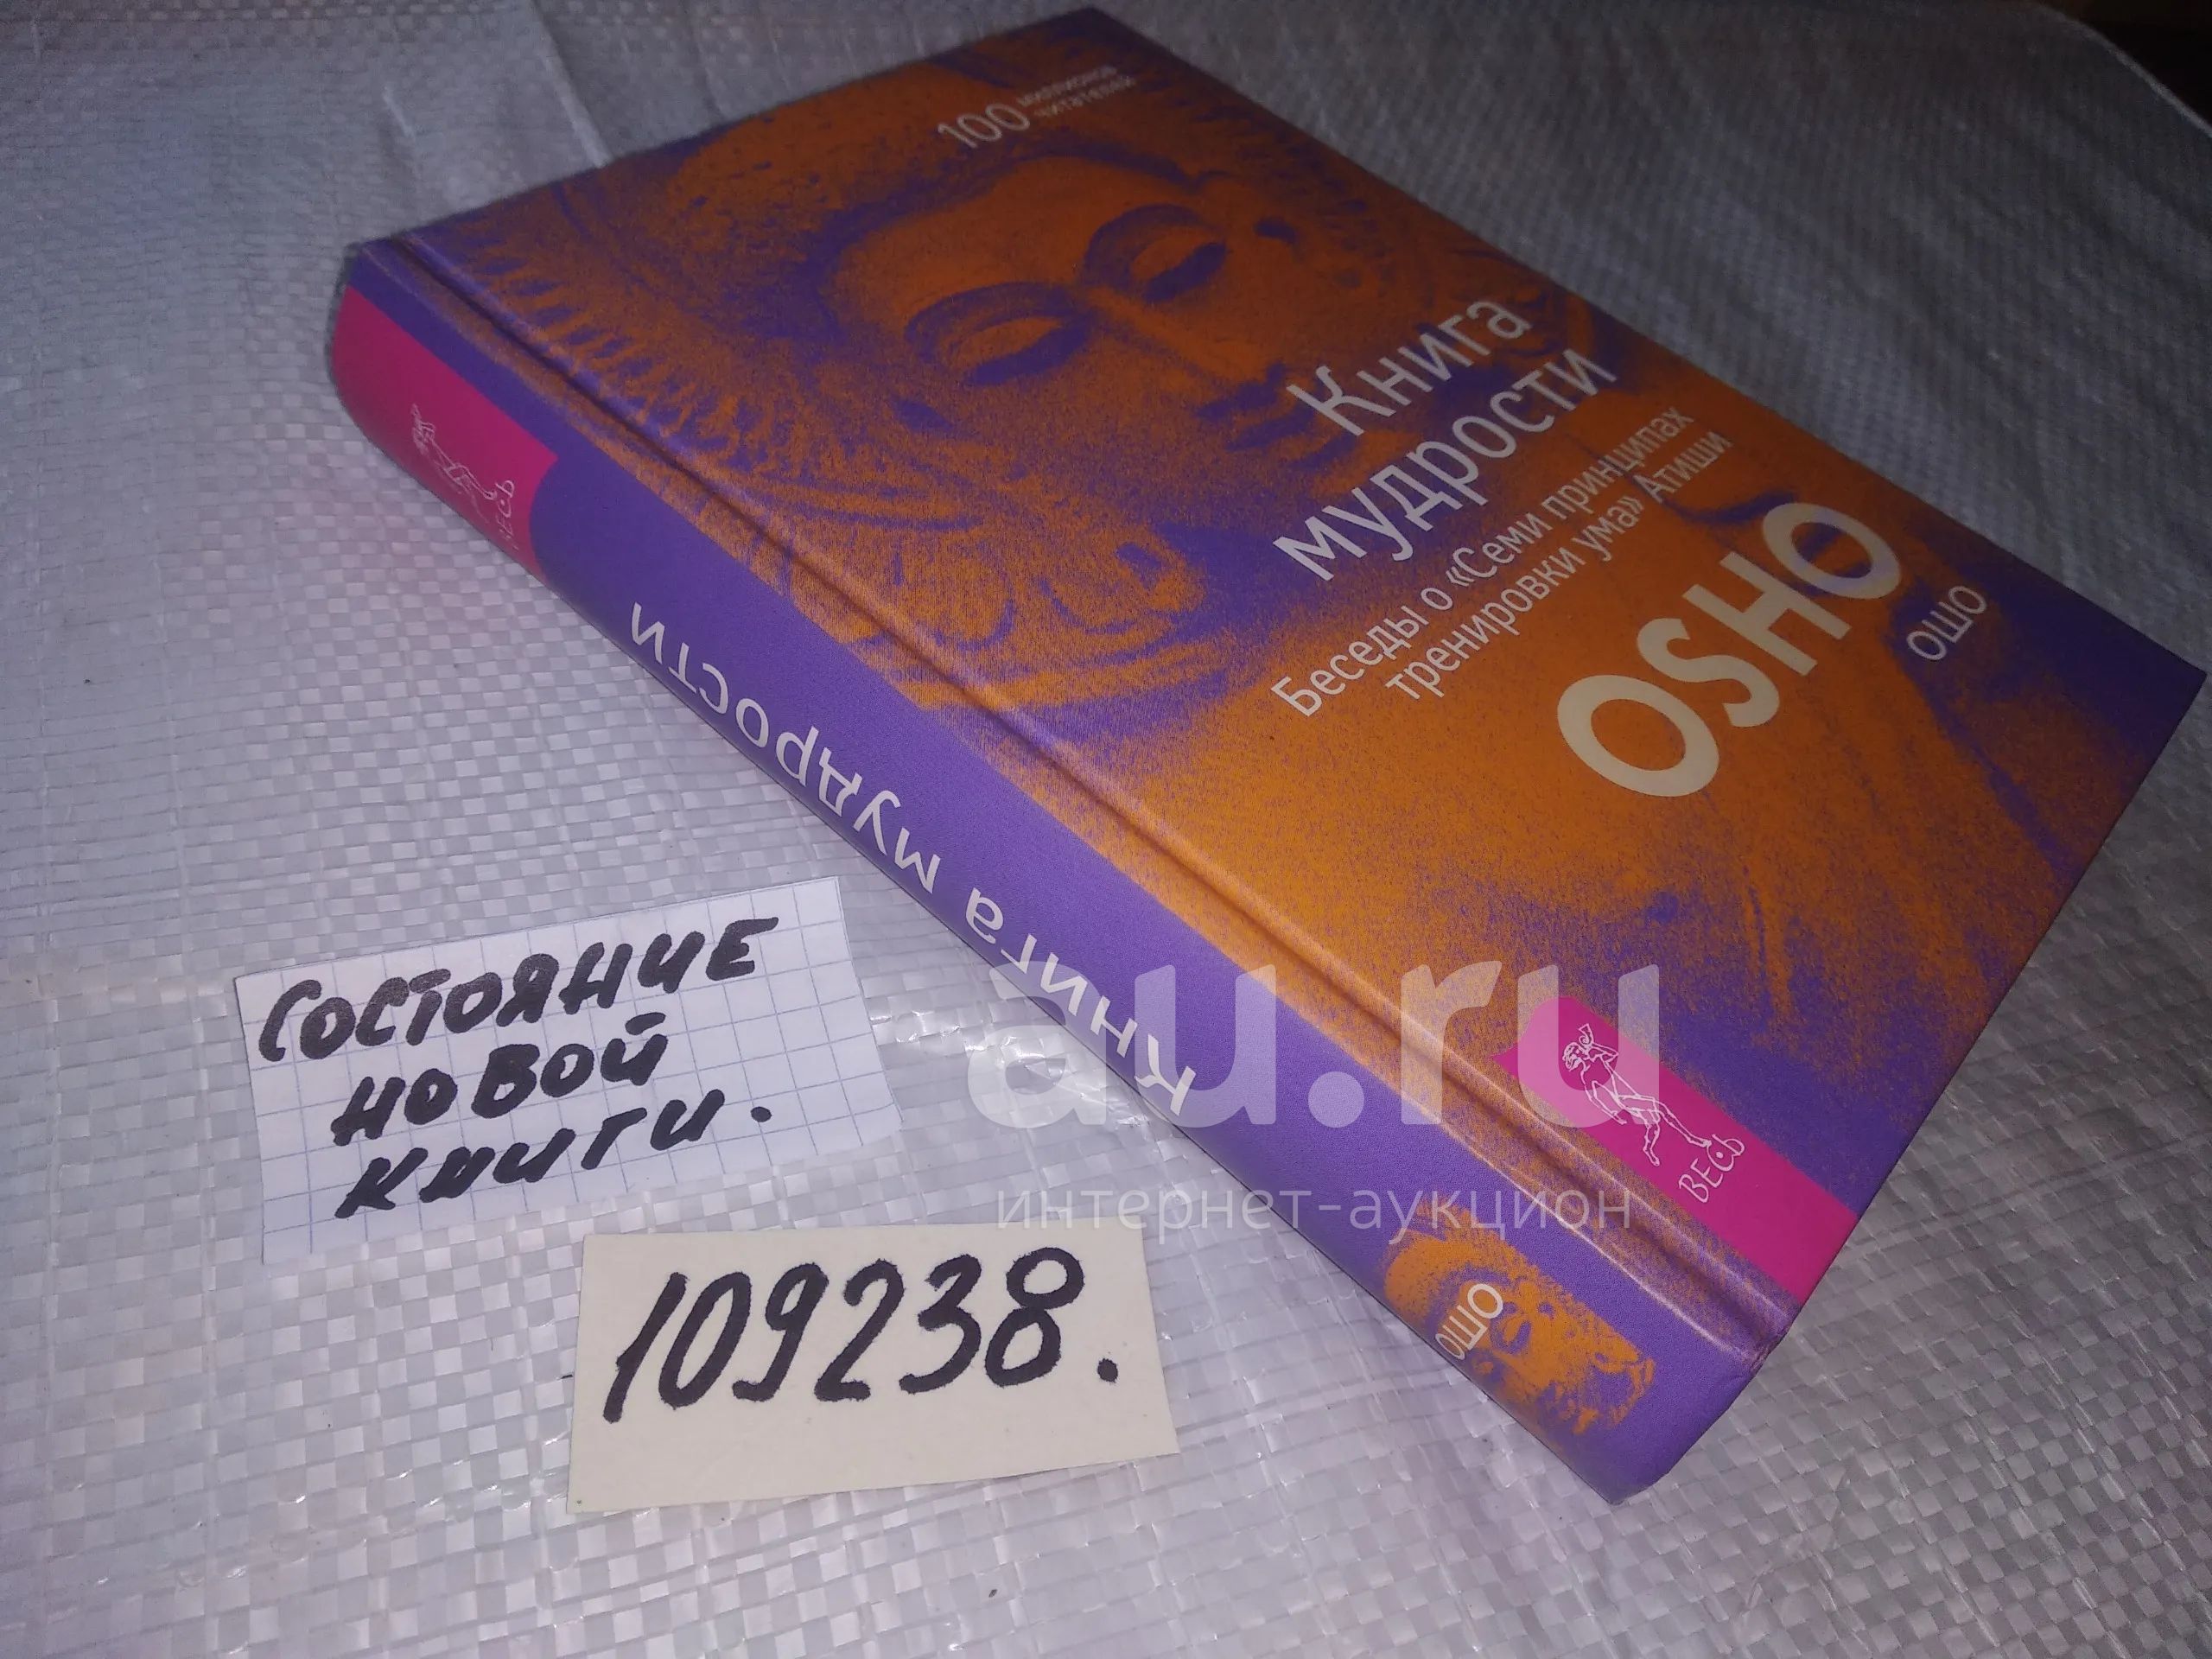 100 миллионов
читателей
Книга
мудрости
Беседы о «Семи принципах
тренировки ума» Атиши
OSHO
ОШО
ВЕСЬ
ВЕСЬ
Книга мудрости
ОШО
СОСТОЯНИЕ
НОВОЙ
КНИГИ.
109238.
au.ru
интернет-аукцион